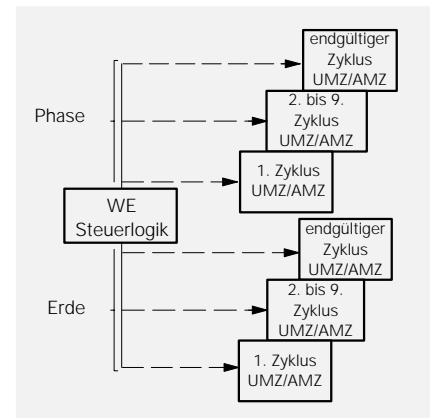 endgültiger
Zyklus
UMZ/AMZ
Phase
2. bis 9.
Zyklus
UMZ/AMZ
1. Zyklus
UMZ/AMZ
WE
Steuerlogik
endgültiger
Zyklus
UMZ/AMZ
Erde
2. bis 9.
Zyklus
UMZ/AMZ
1. Zyklus
UMZ/AMZ